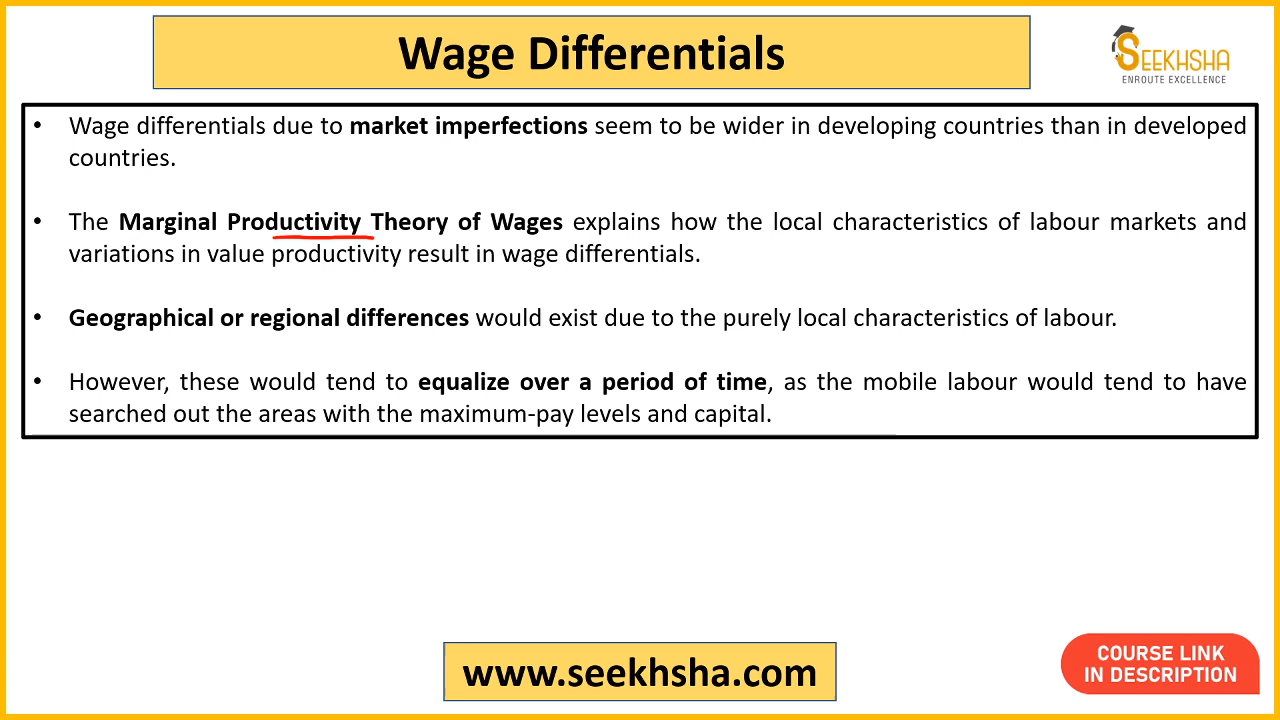 Wage Differentials
SEEKHSHA
ENROUTE EXCELLENCE
• Wage differentials due to market imperfections seem to be wider in developing countries than in developed
countries.
• The Marginal Productivity Theory of Wages explains how the local characteristics of labour markets and
variations in value productivity result in wage differentials.
• Geographical or regional differences would exist due to the purely local characteristics of labour.
• However, these would tend to equalize over a period of time, as the mobile labour would tend to have
searched out the areas with the maximum-pay levels and capital.
www.seekhsha.com
COURSE LINK
IN DESCRIPTION